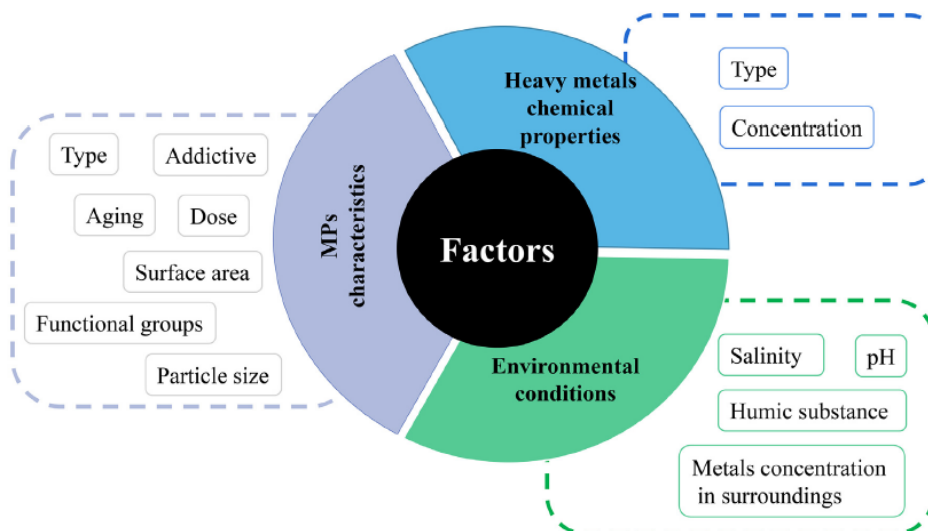 Heavy metals
chemical
properties
Type
Concentration
MPs
characteristics
Type
Addictive
Aging
Dose
Surface area
Functional groups
Particle size
Factors
Environmental
conditions
Salinity
pH
Humic substance
Metals concentration
in surroundings